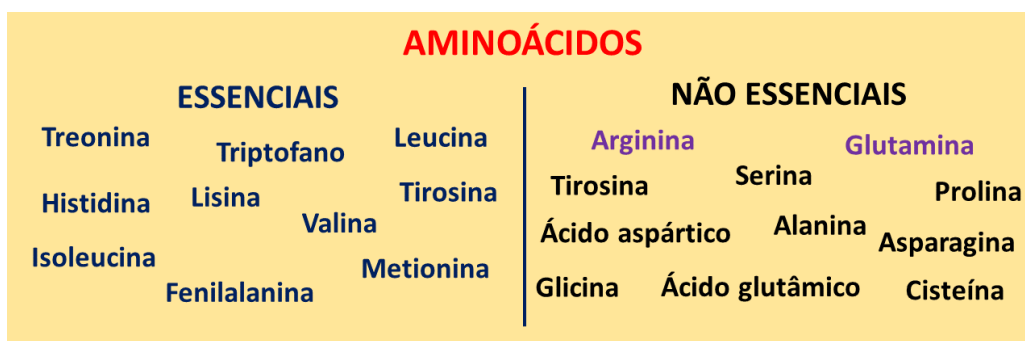 AMINOÁCIDOS
ESSENCIAIS
Treonina
Triptofano
Leucina
Histidina
Lisina
Tirosina
Valina
Isoleucina
Metionina
Fenilalanina
NÃO ESSENCIAIS
Arginina
Glutamina
Tirosina
Serina
Prolina
Ácido aspártico
Alanina
Asparagina
Glicina
Ácido glutâmico
Cisteína